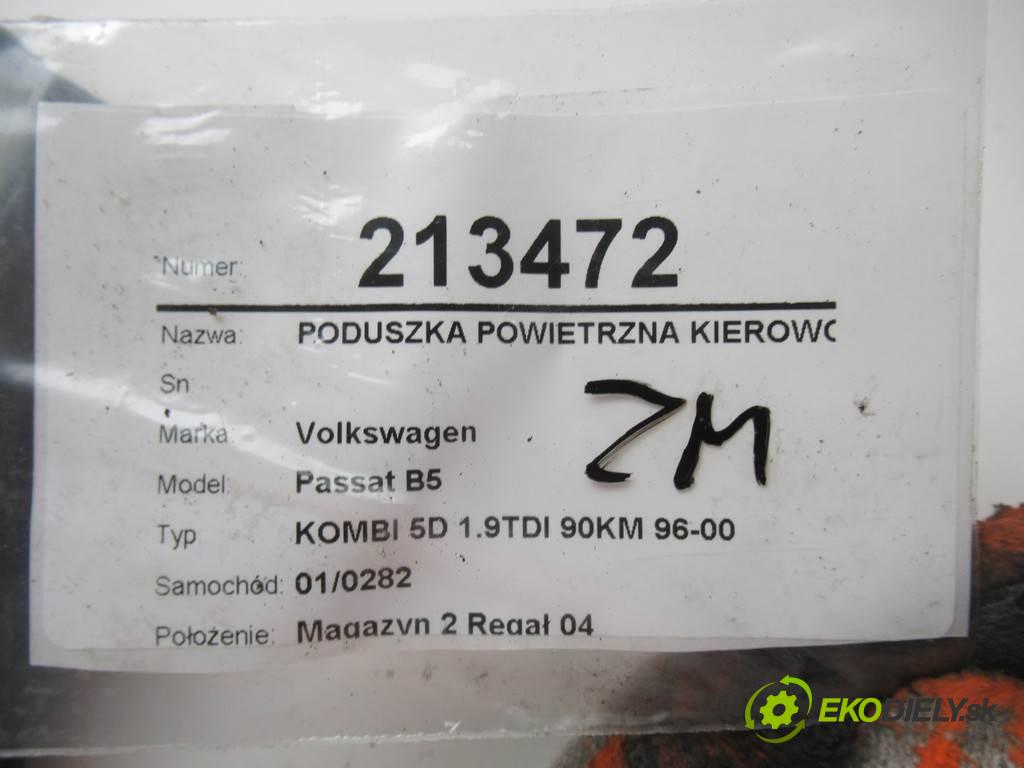 Numer: 213472
Nazwa: PODUSZKA POWIETRZNA KIEROWC
Sn
Marka: Volkswagen
ZM
Model: Passat B5
Typ KOMBI 5D 1.9TDI 90KM 96-00
Samochód: 01/0282
Położenie: Magazyn 2 Regał 04
EKODIELY.sk